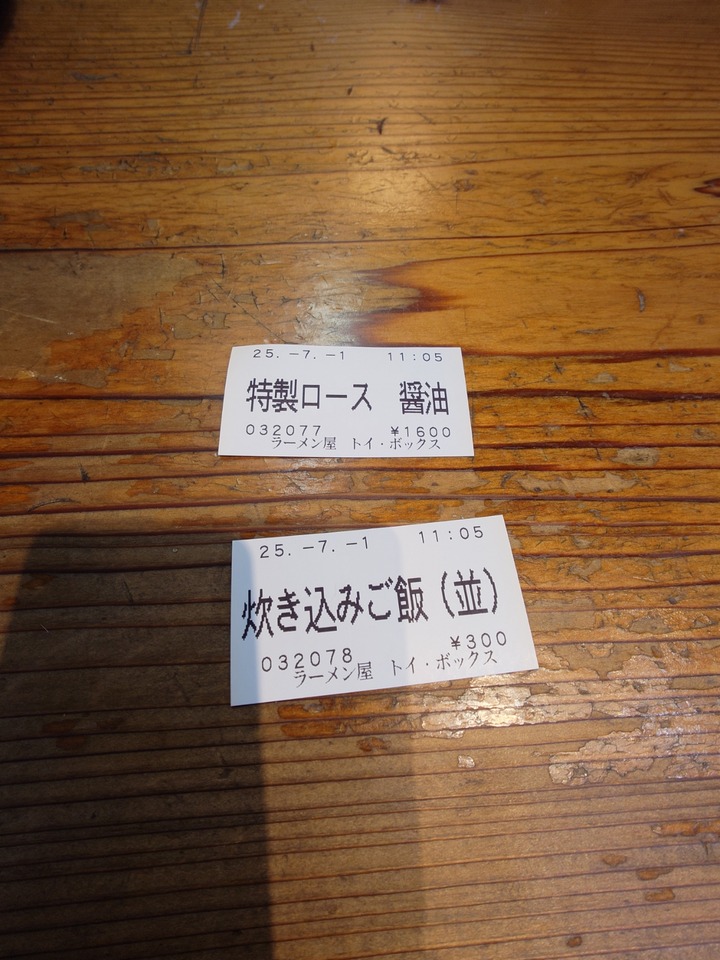 25.-7.-1 11:05
特製ロース 醤油
032077 ¥1600
ラーメン屋 トイ・ボックス
25.-7.-1 11:05
炊き込みご飯(並)
032078 ¥300
ラーメン屋 トイ・ボックス